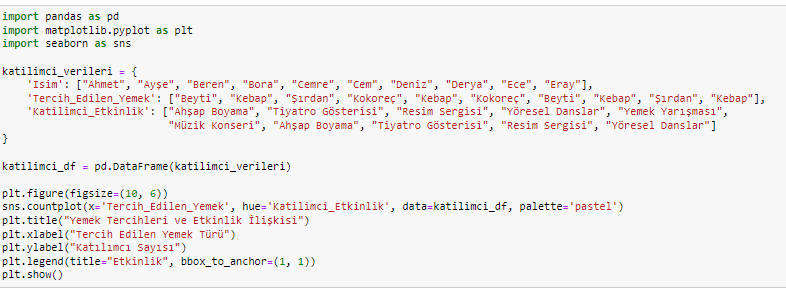 import pandas as pd
import matplotlib.pyplot as plt
import seaborn as sns
katilimci_verileri = {
'Isim': ["Ahmet", "Ayşe", "Beren", "Bora", "Cemre", "Cem", "Deniz", "Derya", "Ece", "Eray"],
'Tercih_Edilen_Yemek': ["Beyti", "Kebap", "Şırdan", "Kokoreç", "Kebap", "Kokoreç", "Beyti", "Kebap", "Şırdan", "Kebap"],
'Katilimci_Etkinlik': ["Ahşap Boyama", "Tiyatro Gösterisi", "Resim Sergisi", "Yöresel Danslar", "Yemek Yarışması",
"Müzik Konseri", "Ahşap Boyama", "Tiyatro Gösterisi", "Resim Sergisi", "Yöresel Danslar"]
}
katilimci_df = pd.DataFrame(katilimci_verileri)
plt.figure(figsize=(10, 6))
sns.countplot(x='Tercih_Edilen_Yemek', hue='Katilimci_Etkinlik', data=katilimci_df, palette='pastel')
plt.title("Yemek Tercihleri ve Etkinlik İlişkisi")
plt.xlabel("Tercih Edilen Yemek Türü")
plt.ylabel("Katılımcı Sayısı")
plt.legend(title="Etkinlik", bbox_to_anchor=(1, 1))
plt.show()